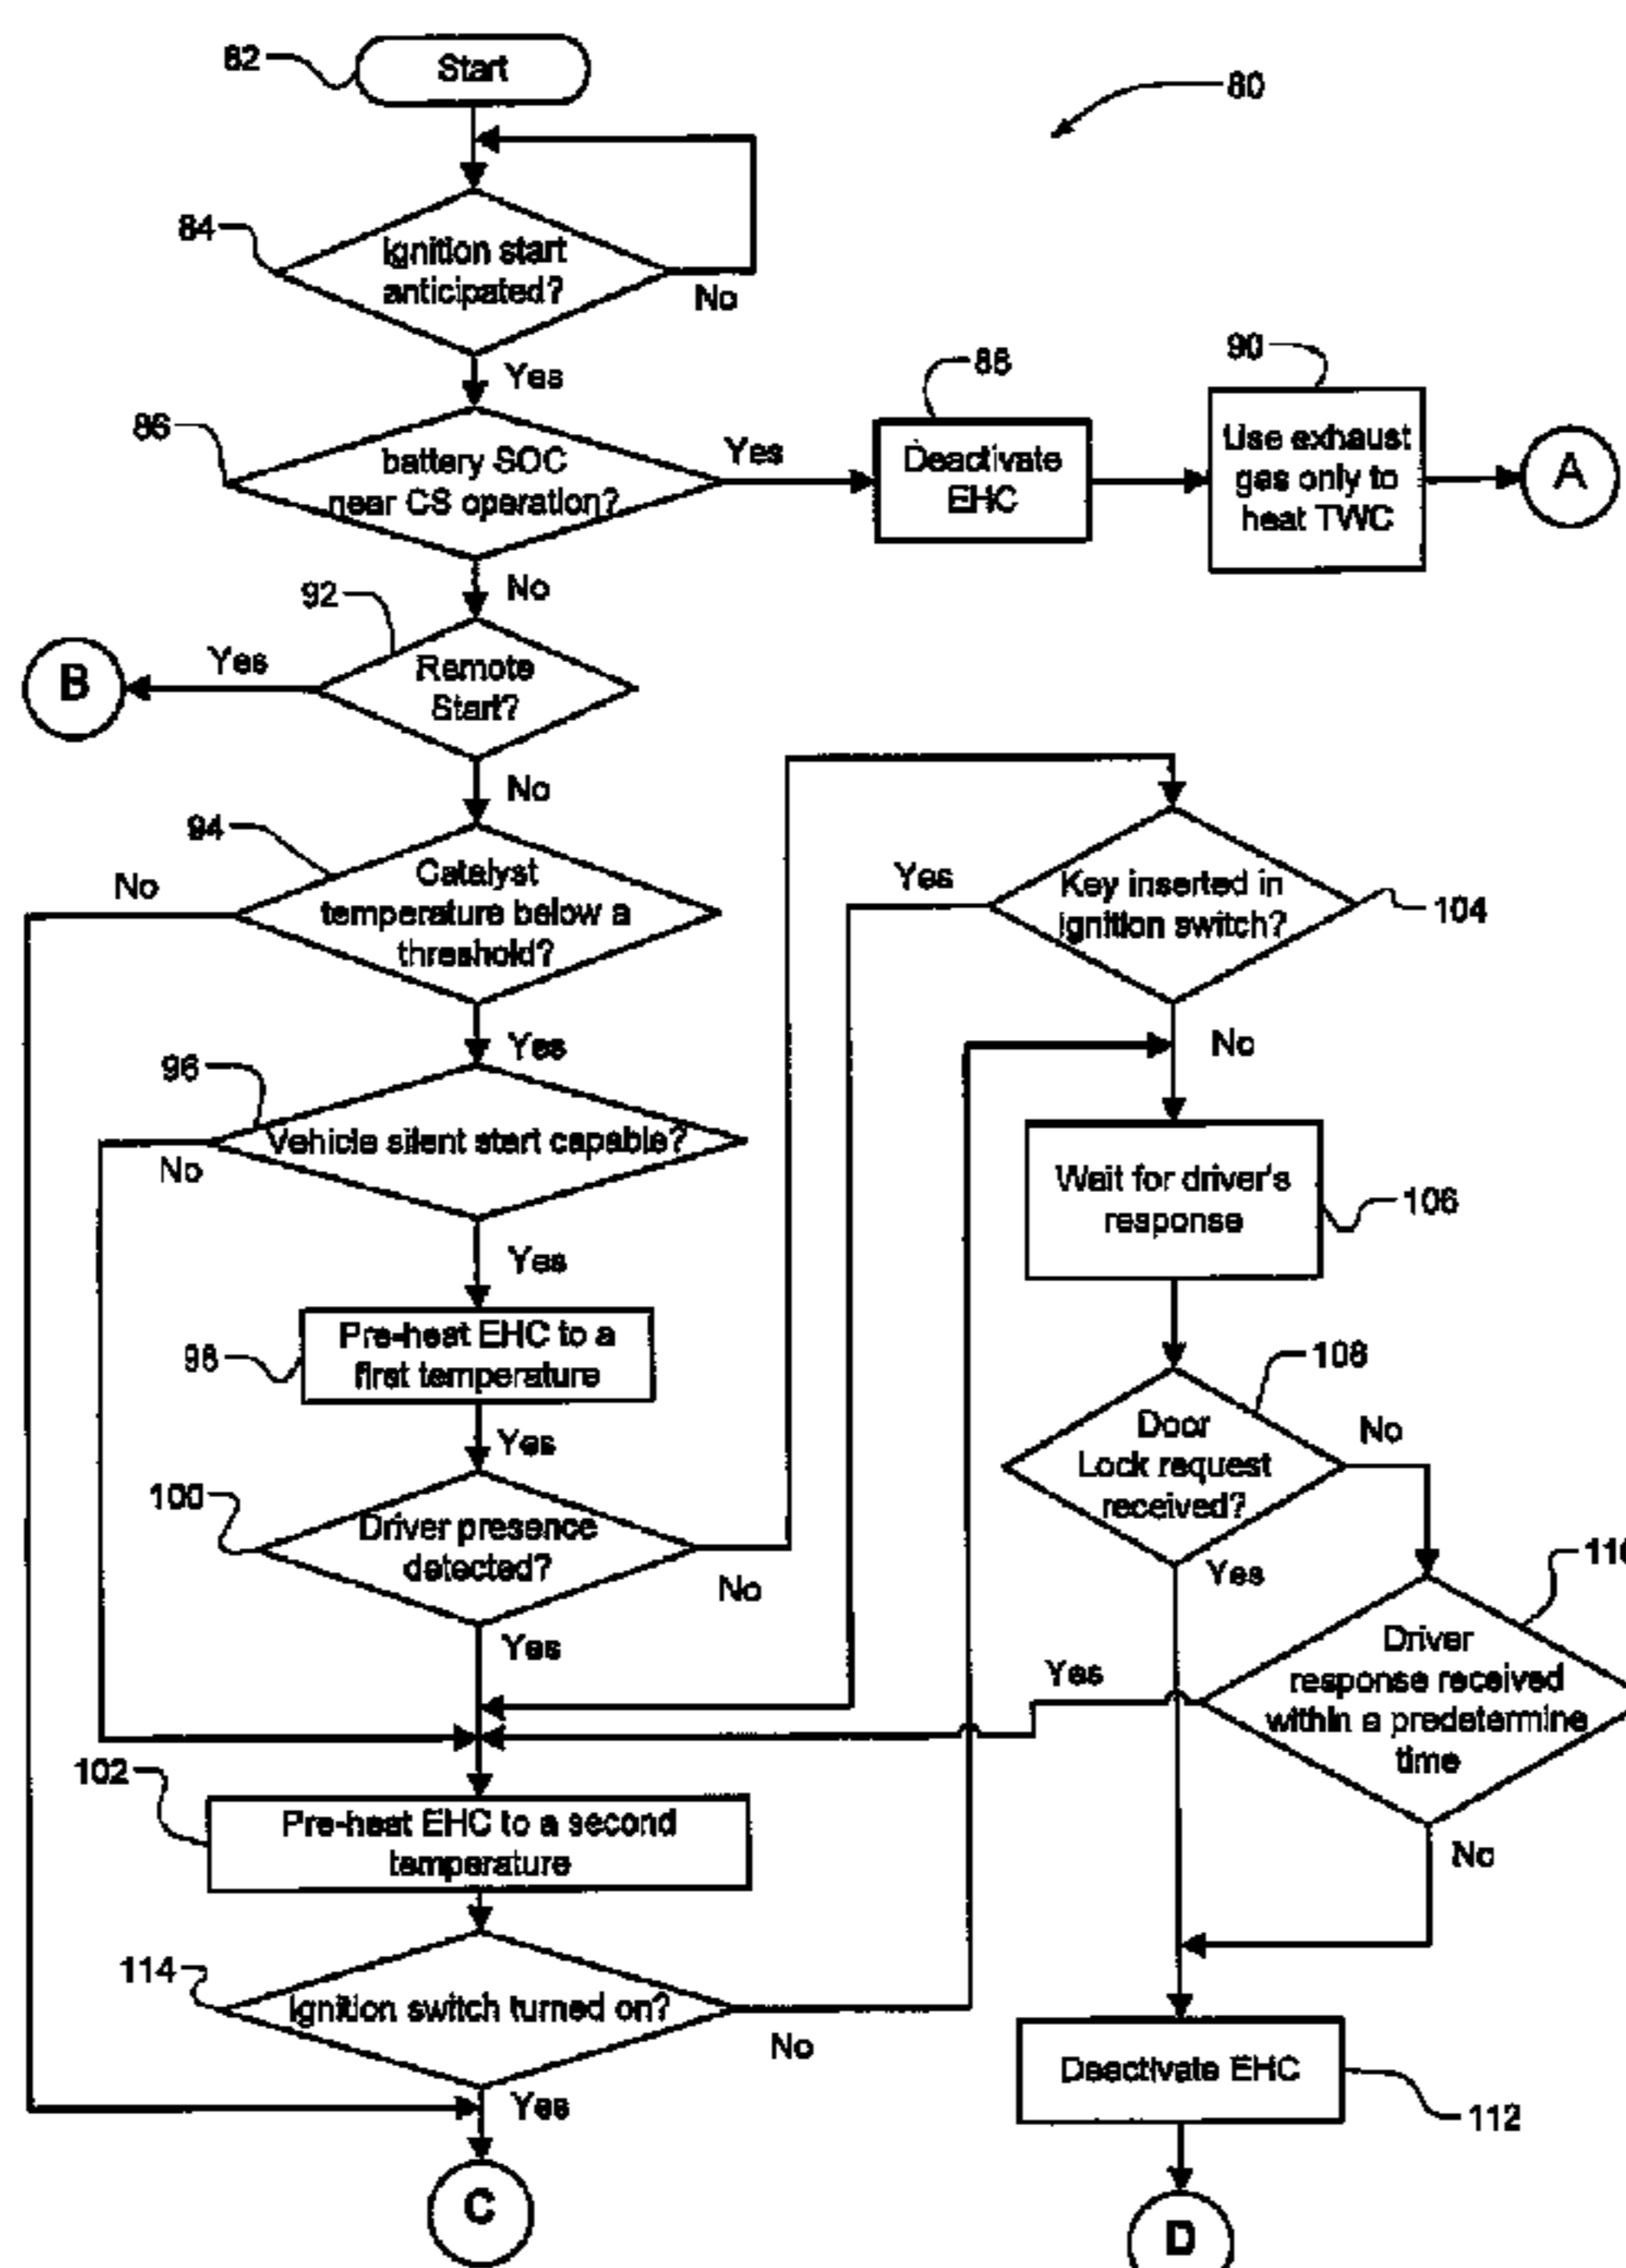 82
Start
80
84
Ignition start
anticipated?
No
Yes
86
battery SOC
near CS operation?
Yes
88
Deactivate
EHC
90
Use exhaust
gas only to
heat TWC
A
No
92
Remote
Start?
Yes
B
No
94
Catalyst
temperature below a
threshold?
No
Yes
96
Vehicle silent start capable?
No
Yes
98
Pre-heat EHC to a
first temperature
Yes
100
Driver presence
detected?
No
Yes
104
Key inserted in
ignition switch?
Yes
No
106
Wait for driver's
response
108
Door
Lock request
received?
No
Yes
Driver
response received
within a predetermine
time
Yes
No
102
Pre-heat EHC to a second
temperature
114
Ignition switch turned on?
No
Yes
C
Deactivate EHC
112
D